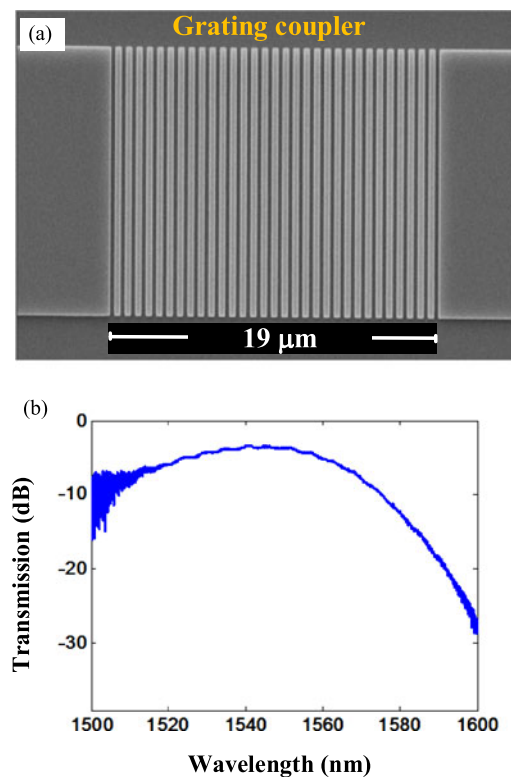 (a)
Grating coupler
19 μm
(b)
0
-10
-20
-30
Transmission (dB)
1500
1520
1540
1560
1580
1600
Wavelength (nm)